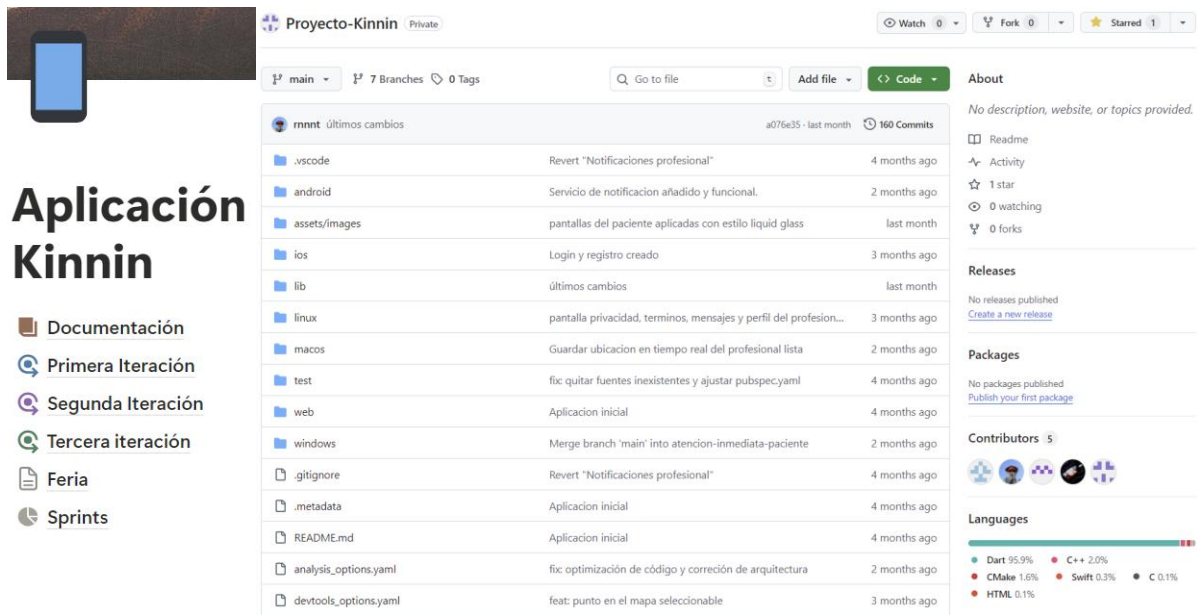 Aplicación
Kinnin
Documentación
Primera Iteración
Segunda Iteración
Tercera iteración
Feria
Sprints
Proyecto-Kinnin Private
Watch 0
Fork 0
Starred 1
main 7 Branches 0 Tags
Go to file t
Add file
Code
rnnnt últimos cambios a076e35 · last month 160 Commits
.vscode Revert "Notificaciones profesional" 4 months ago
android Servicio de notificacion añadido y funcional. 2 months ago
assets/images pantallas del paciente aplicadas con estilo liquid glass last month
ios Login y registro creado 3 months ago
lib últimos cambios last month
linux pantalla privacidad, terminos, mensajes y perfil del profesion... 3 months ago
macos Guardar ubicacion en tiempo real del profesional lista 2 months ago
test fix quitar fuentes inexistentes y ajustar pubspec.yaml 4 months ago
web Aplicacion inicial 4 months ago
windows Merge branch 'main' into atencion-inmediata-paciente 2 months ago
.gitignore Revert "Notificaciones profesional" 4 months ago
.metadata Aplicacion inicial 4 months ago
README.md Aplicacion inicial 4 months ago
analysis_options.yaml fix optimización de código y correción de arquitectura 2 months ago
devtools_options.yaml feat: punto en el mapa seleccionable 3 months ago
About
No description, website, or topics provided.
Readme
Activity
1 star
0 watching
0 forks
Releases
No releases published
Create a new release
Packages
No packages published
Publish your first package
Contributors 5
Languages
Dart 95.9% C++ 2.0%
CMake 1.6% Swift 0.3% C 0.1%
HTML 0.1%